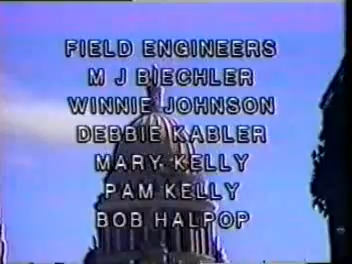 FIELD ENGINEERS
M J BIECHLER
WINNIE JOHNSON
DEBBIE KABLER
MARY KELLY
PAM KELLY
BOB HALPOP